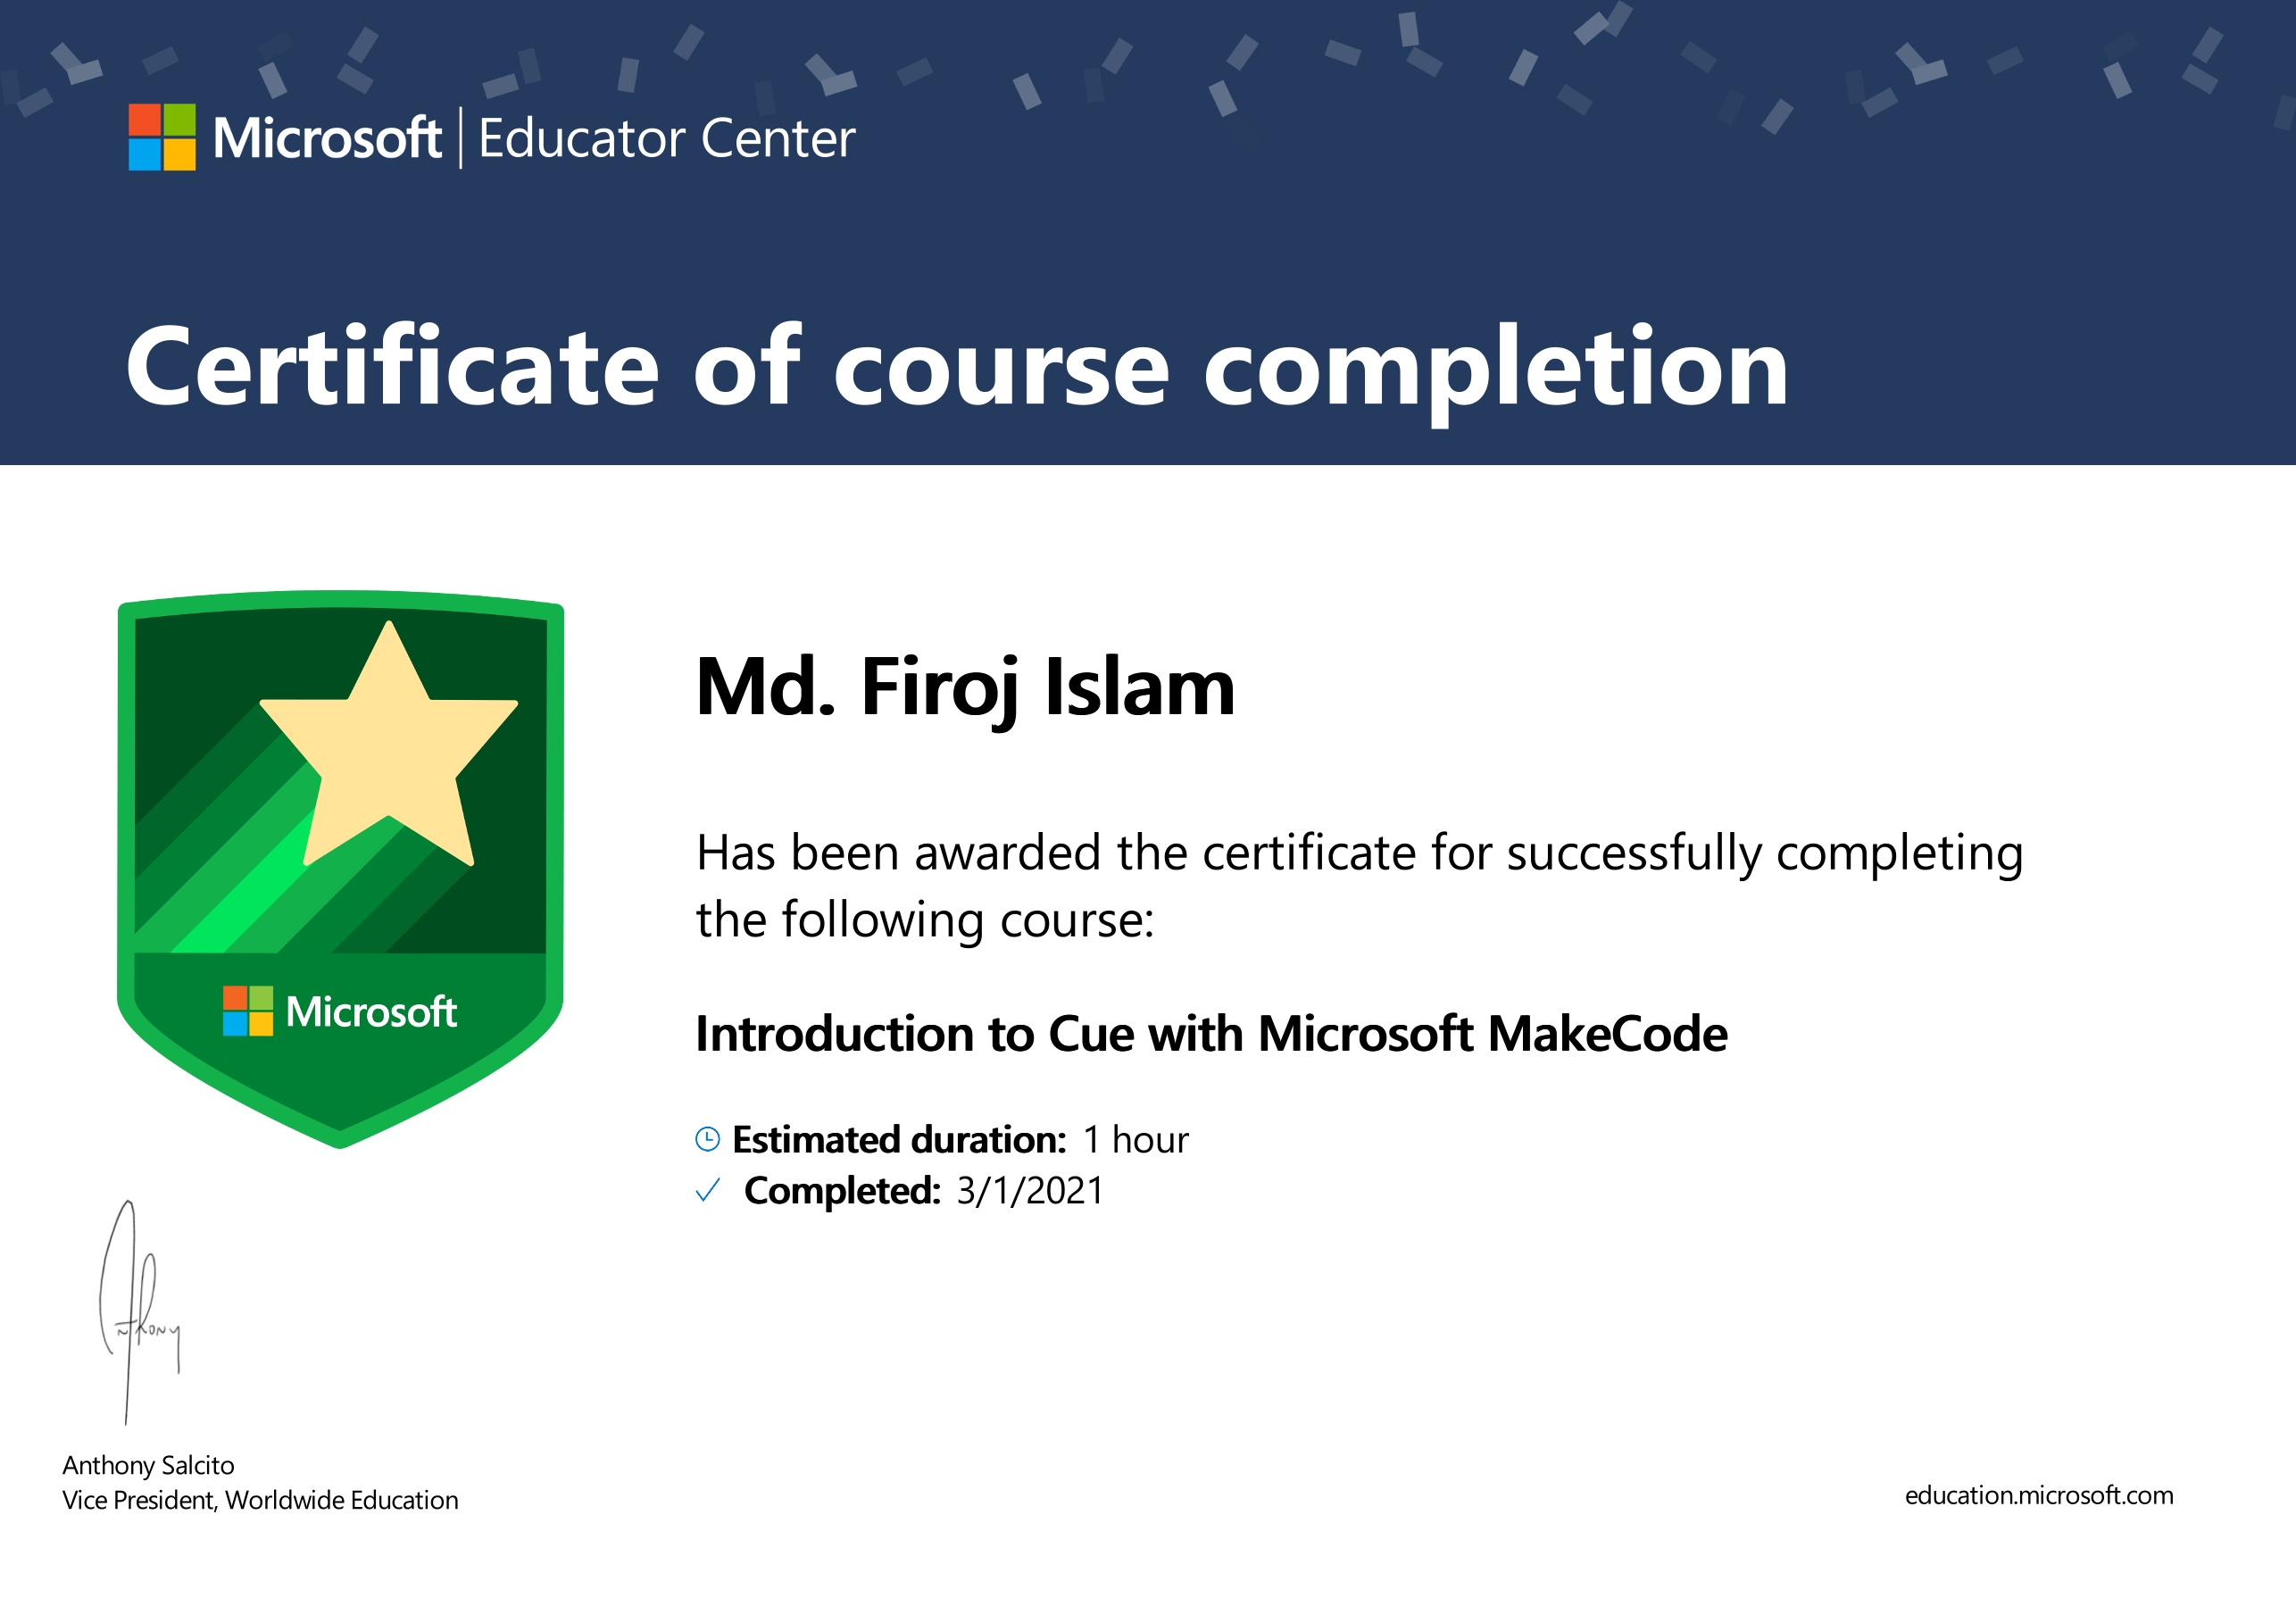 Microsoft | Educator Center
Certificate of course completion
Microsoft
Md. Firoj Islam
Has been awarded the certificate for successfully completing
the following course:
Introduction to Cue with Microsoft MakeCode
Estimated duration: 1 hour
Completed: 3/1/2021
Anthony
Anthony Salcito
Vice President, Worldwide Education
education.microsoft.com